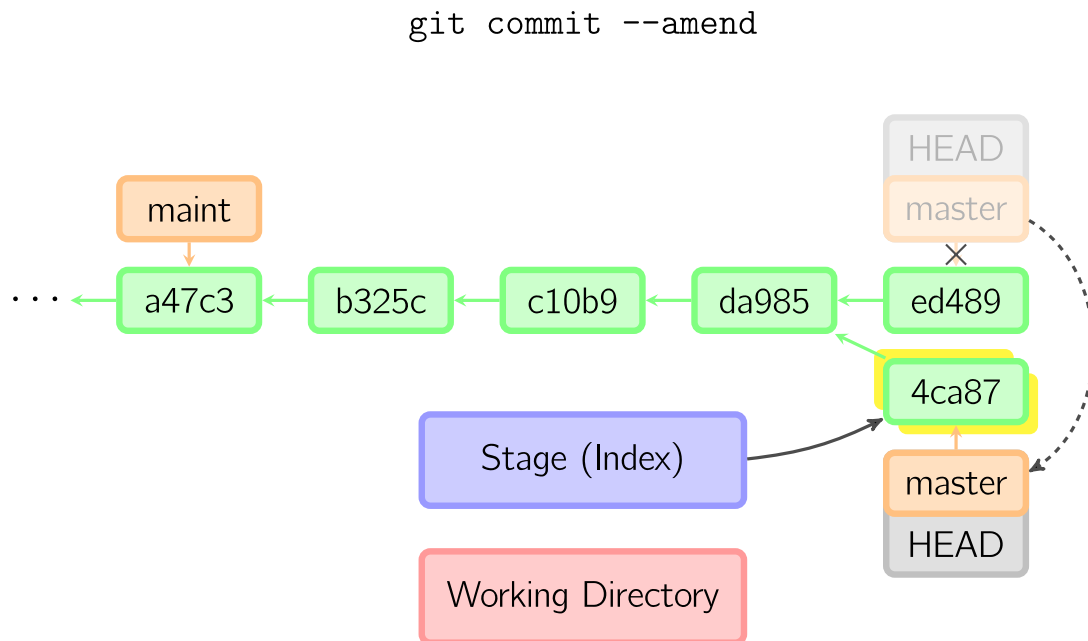 git commit --amend
HEAD
maint
master
... a47c3 b325c c10b9 da985 ed489
4ca87
Stage (Index)
master
HEAD
Working Directory